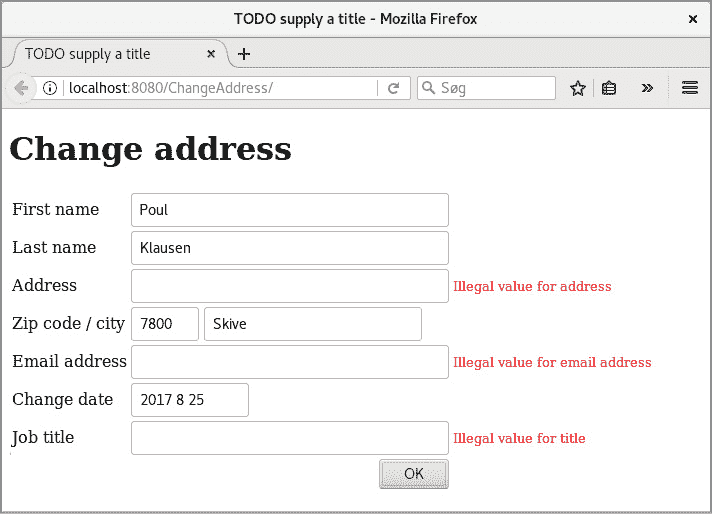 TODO supply a title - Mozilla Firefox ×
TODO supply a title × +
localhost:8080/ChangeAddress/ Søg »
Change address
First name Poul
Last name Klausen
Address Illegal value for address
Zip code / city 7800 Skive
Email address Illegal value for email address
Change date 2017 8 25
Job title Illegal value for title
OK